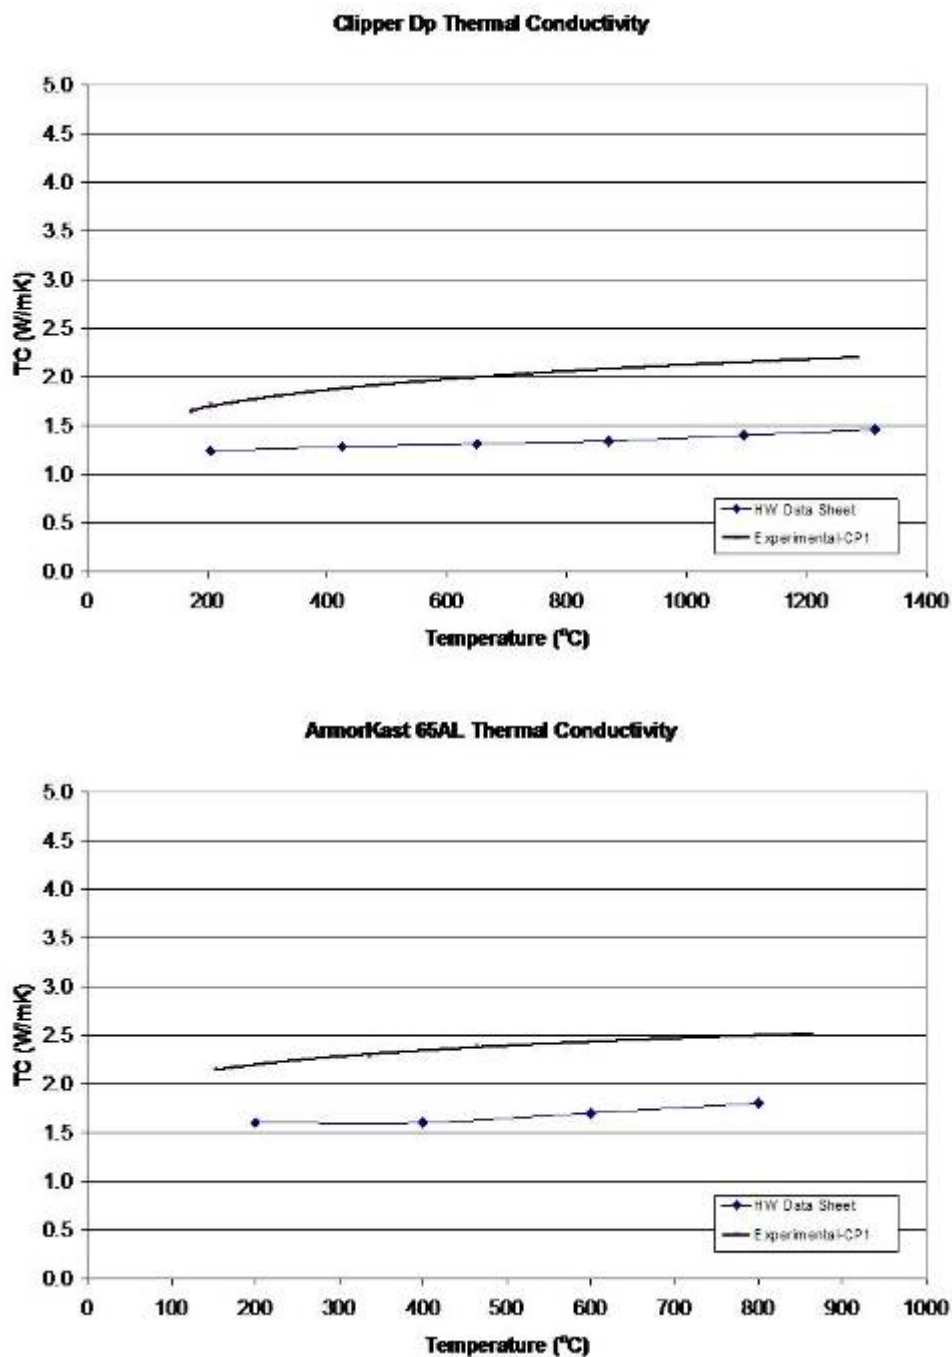 Clipper Dp Thermal Conductivity
5.0
4.5
4.0
3.5
3.0
2.5
2.0
1.5
1.0
0.5
0.0
TC (W/mK)
HW Data Sheet
Experimental-CP1
0 200 400 600 800 1000 1200 1400
Temperature (°C)
ArmorKast 65AL Thermal Conductivity
5.0
4.5
4.0
3.5
3.0
2.5
2.0
1.5
1.0
0.5
0.0
TC (W/mK)
HW Data Sheet
Experimental-CP1
0 100 200 300 400 500 600 700 800 900 1000
Temperature (°C)